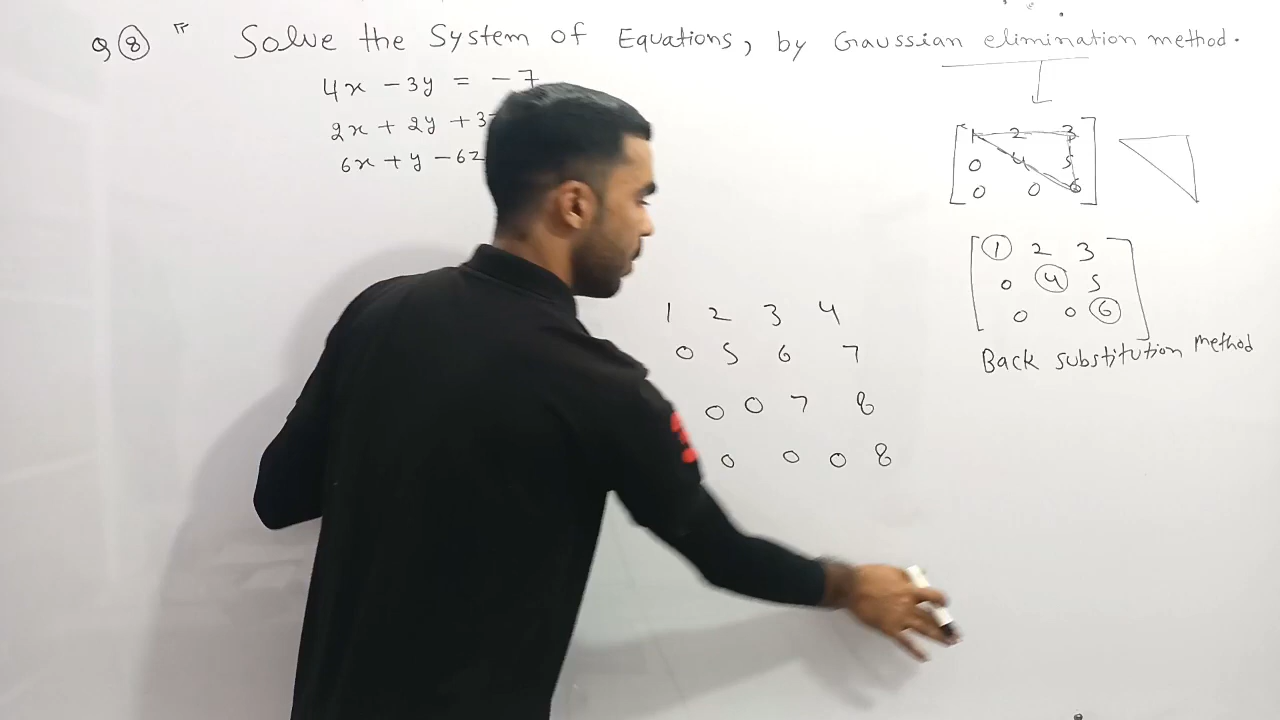 Q 8 Solve the System of Equations, by Gaussian elimination method.
4x - 3y = - 7
2x + 2y + 3
6x + y - 6z
1 2 3
0 4 5
0 0 6
1 2 3
0 4 5
0 0 6
Back substitution Method
1 2 3 4
0 5 6 7
0 0 7 8
0 0 0 8